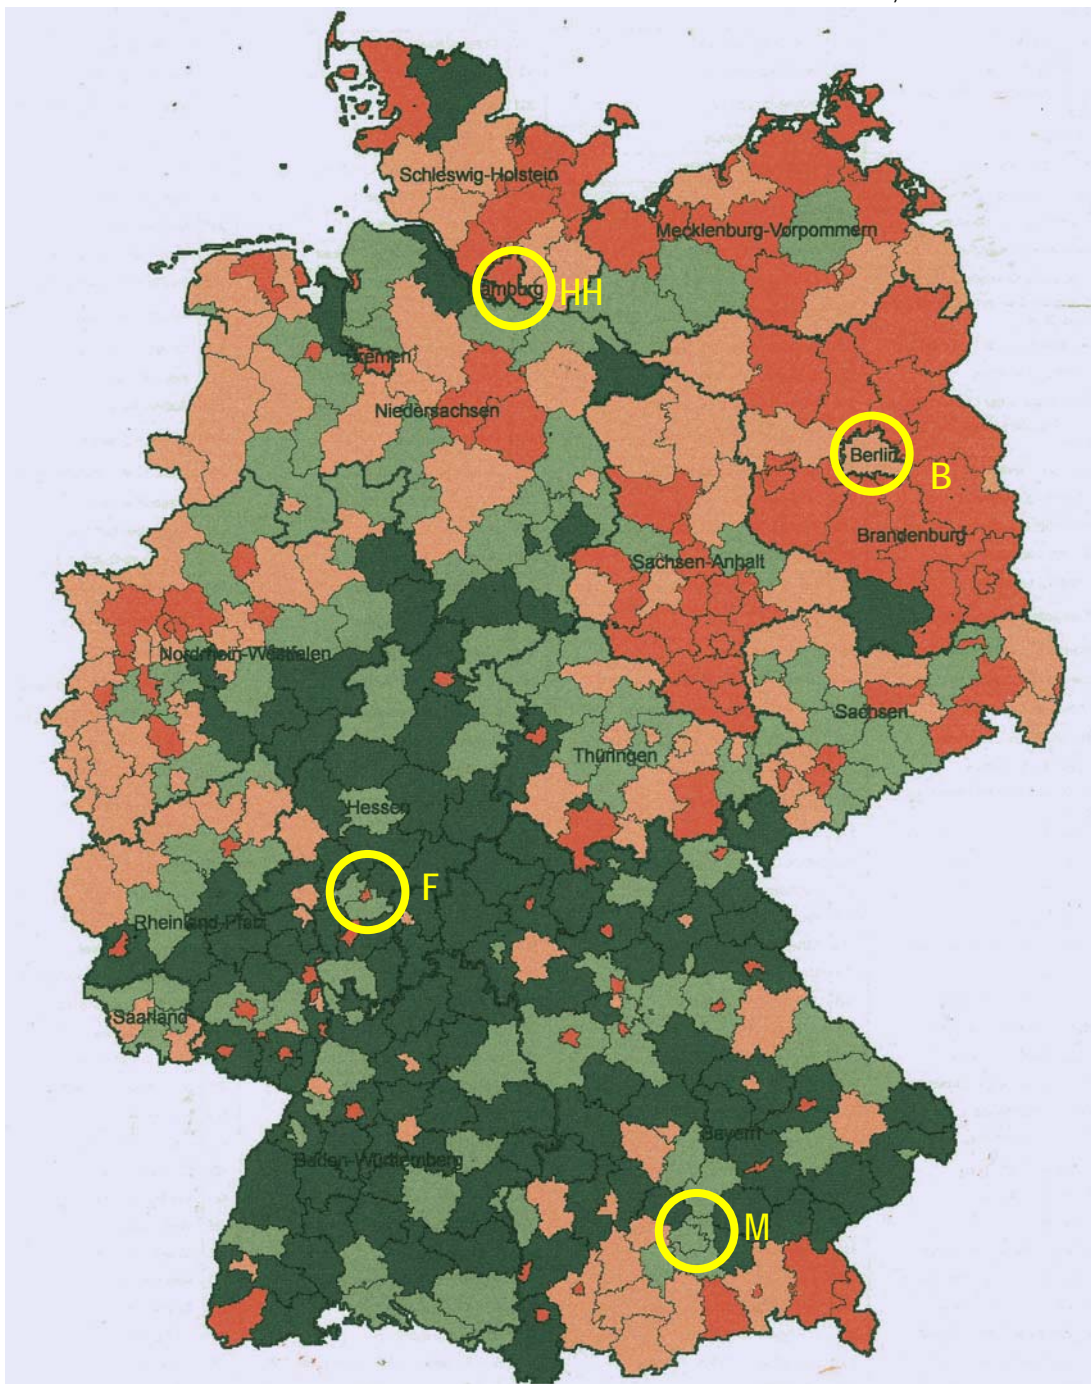 Schleswig-Holstein
Mecklenburg-Vorpommern
amburg
HH
Bremen
Niedersachsen
Berlin
B
Brandenburg
Sachsen-Anhalt
Nordrhein-Westfalen
Sachsen
Thüringen
Hessen
F
Rheinland-Pfalz
Saarland
Bayern
Baden-Württemberg
M